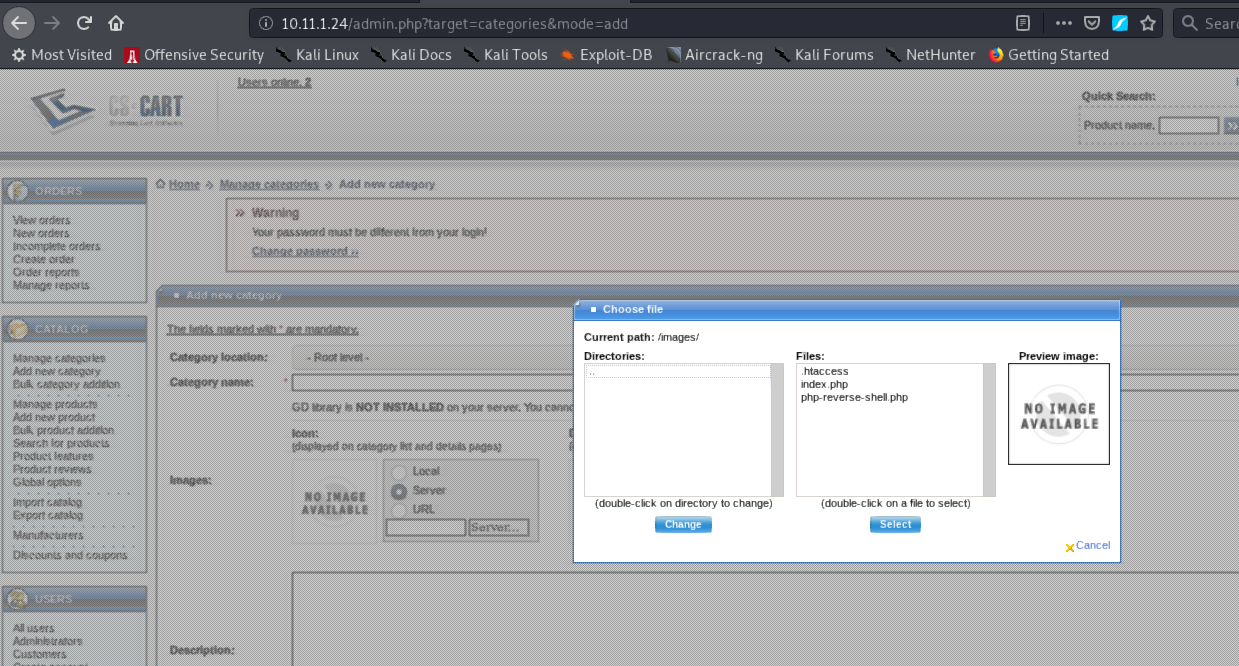 10.11.1.24/admin.php?target=categories&mode=add
Sear
Most Visited Offensive Security Kali Linux Kali Docs Kali Tools Exploit-DB Aircrack-ng Kali Forums NetHunter Getting Started
CS-CART
Shopping Cart Software
Users online, 2
Quick Search:
Product name,
ORDERS
View orders
New orders
Incomplete orders
Create order
Order reports
Manage reports
CATALOG
Manage categories
Add new category
Bulk category addition
Manage products
Add new product
Bulk product addition
Search for products
Product features
Product reviews
Global options
Import catalog
Export catalog
Manufacturers
Discounts and coupons
USERS
All users
Administrators
Customers
Home Manage categories Add new category
Warning
Your password must be different from your login!
Change password ››
Add new category
The fields marked with * are mandatory.
Category location: - Root level -
Category name: *
GD library is NOT INSTALLED on your server. You canno
Icon:
(displayed on category list and details pages)
Images:
NO IMAGE
AVAILABLE
Local
Server
URL
Server...
Description:
Choose file
Current path: /images/
Directories:
..
(double-click on directory to change)
Change
Files:
.htaccess
index.php
php-reverse-shell.php
(double-click on a file to select)
Select
Preview image:
NO IMAGE
AVAILABLE
Cancel